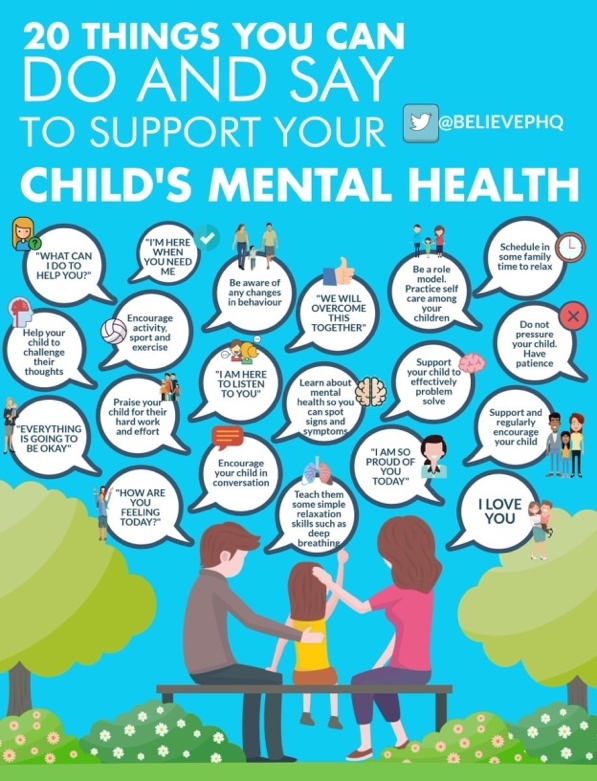 20 THINGS YOU CAN
DO AND SAY
TO SUPPORT YOUR
@BELIEVEPHQ
CHILD'S MENTAL HEALTH
"WHAT CAN
I DO TO
HELP YOU?"
"I'M HERE
WHEN YOU
NEED
ME
Be aware of
any changes
in behaviour
"WE WILL
OVERCOME
THIS
TOGETHER"
Be a role
model.
Practice self
care among
your
children
Schedule in
some family
time to relax
Help your
child to
challenge
their
thoughts
Encourage
activity,
sport and
exercise
"I AM HERE
TO LISTEN
TO YOU"
Learn about
mental
health so you
can spot
signs and
symptoms
Support
your child to
effectively
problem
solve
Do not
pressure
your child.
Have
patience
"EVERYTHING
IS GOING TO
BE OKAY"
Praise your
child for their
hard work
and effort
Encourage
your child in
conversation
"I AM SO
PROUD OF
YOU
TODAY"
Support and
regularly
encourage
your child
"HOW ARE
YOU
FEELING
TODAY?"
Teach them
some simple
relaxation
skills such as
deep
breathing
I LOVE
YOU